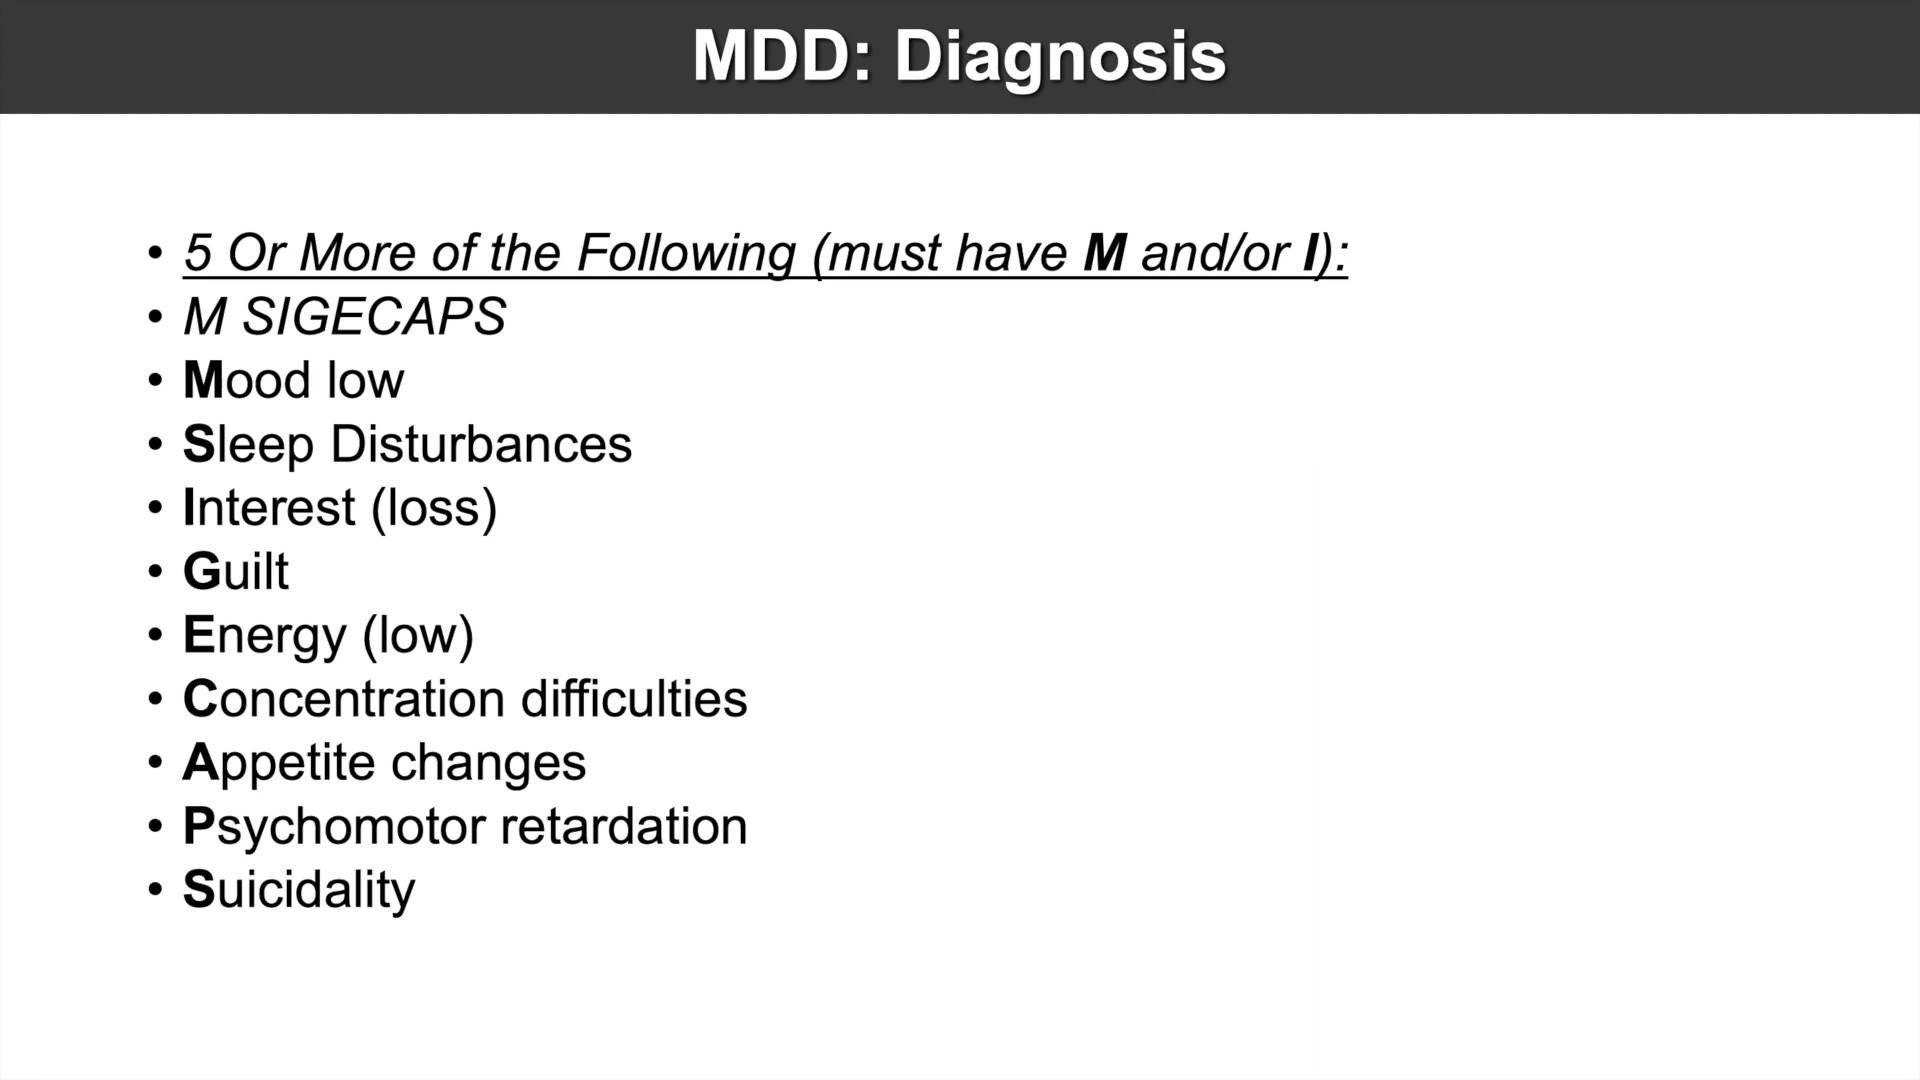 MDD: Diagnosis
• 5 Or More of the Following (must have M and/or I):
• M SIGECAPS
• Mood low
• Sleep Disturbances
• Interest (loss)
• Guilt
• Energy (low)
• Concentration difficulties
• Appetite changes
• Psychomotor retardation
• Suicidality